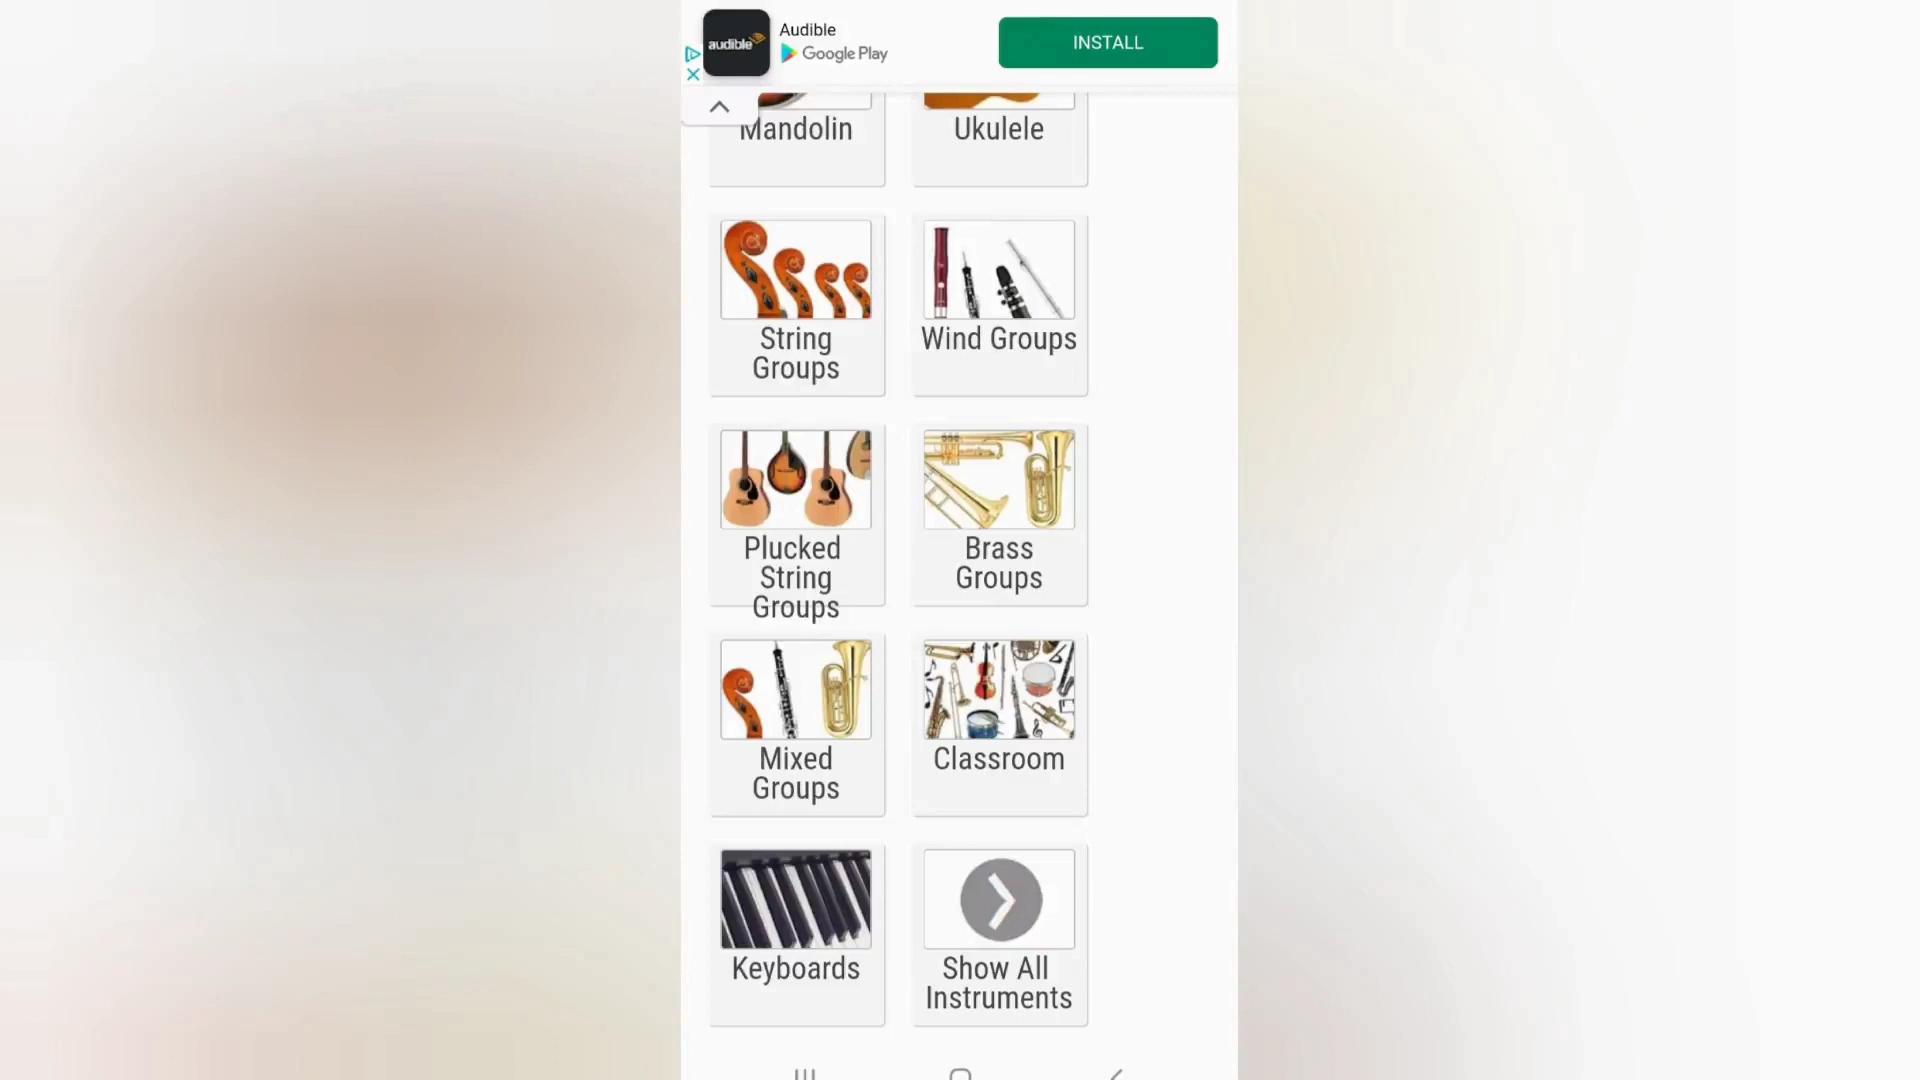 audible
Audible
Google Play
INSTALL
Mandolin
Ukulele
String
Groups
Wind Groups
Plucked
String
Groups
Brass
Groups
Mixed
Groups
Classroom
Keyboards
Show All
Instruments